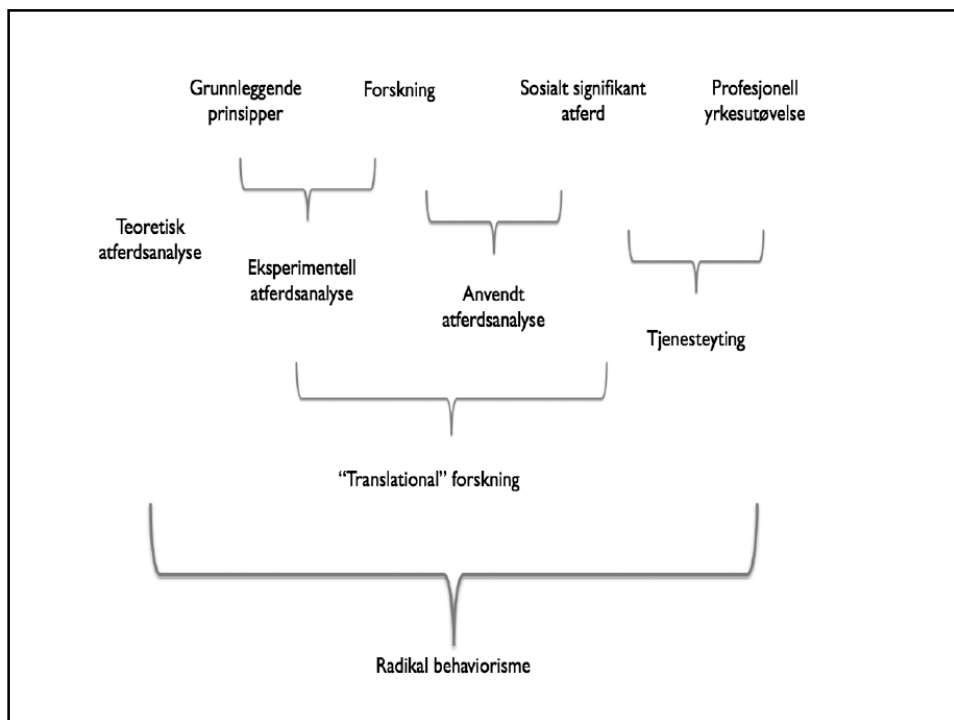 Grunnleggende
prinsipper
Forskning
Sosialt signifikant
atferd
Profesjonell
yrkesutøvelse
Teoretisk
atferdsanalyse
Eksperimentell
atferdsanalyse
Anvendt
atferdsanalyse
Tjenesteyting
“Translational” forskning
Radikal behaviorisme